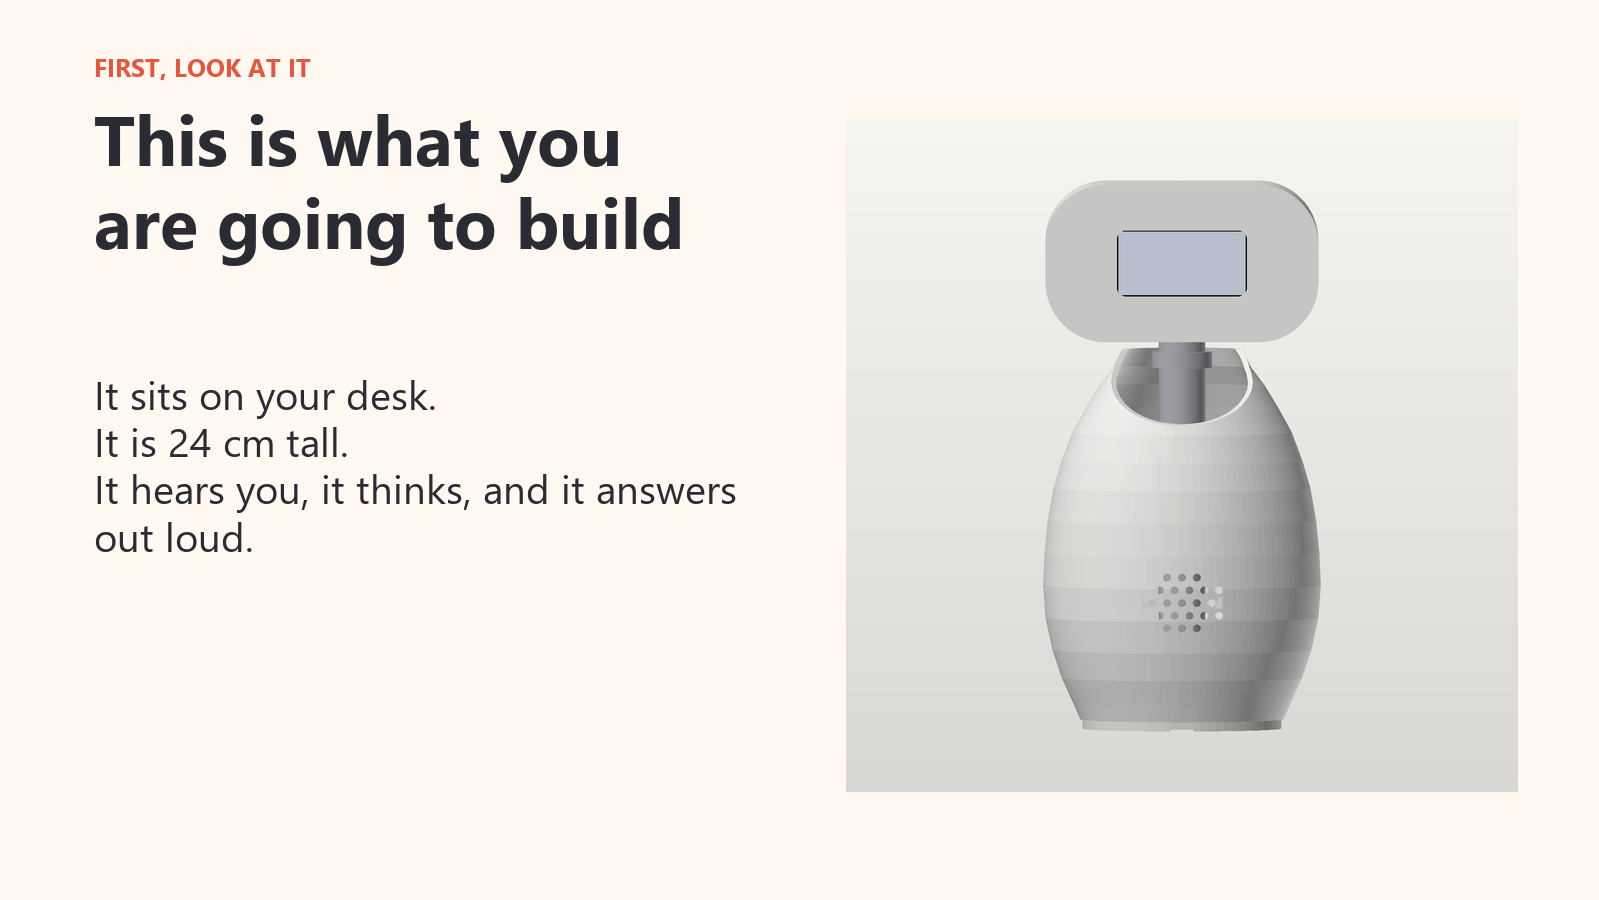 FIRST, LOOK AT IT
This is what you
are going to build
It sits on your desk.
It is 24 cm tall.
It hears you, it thinks, and it answers
out loud.